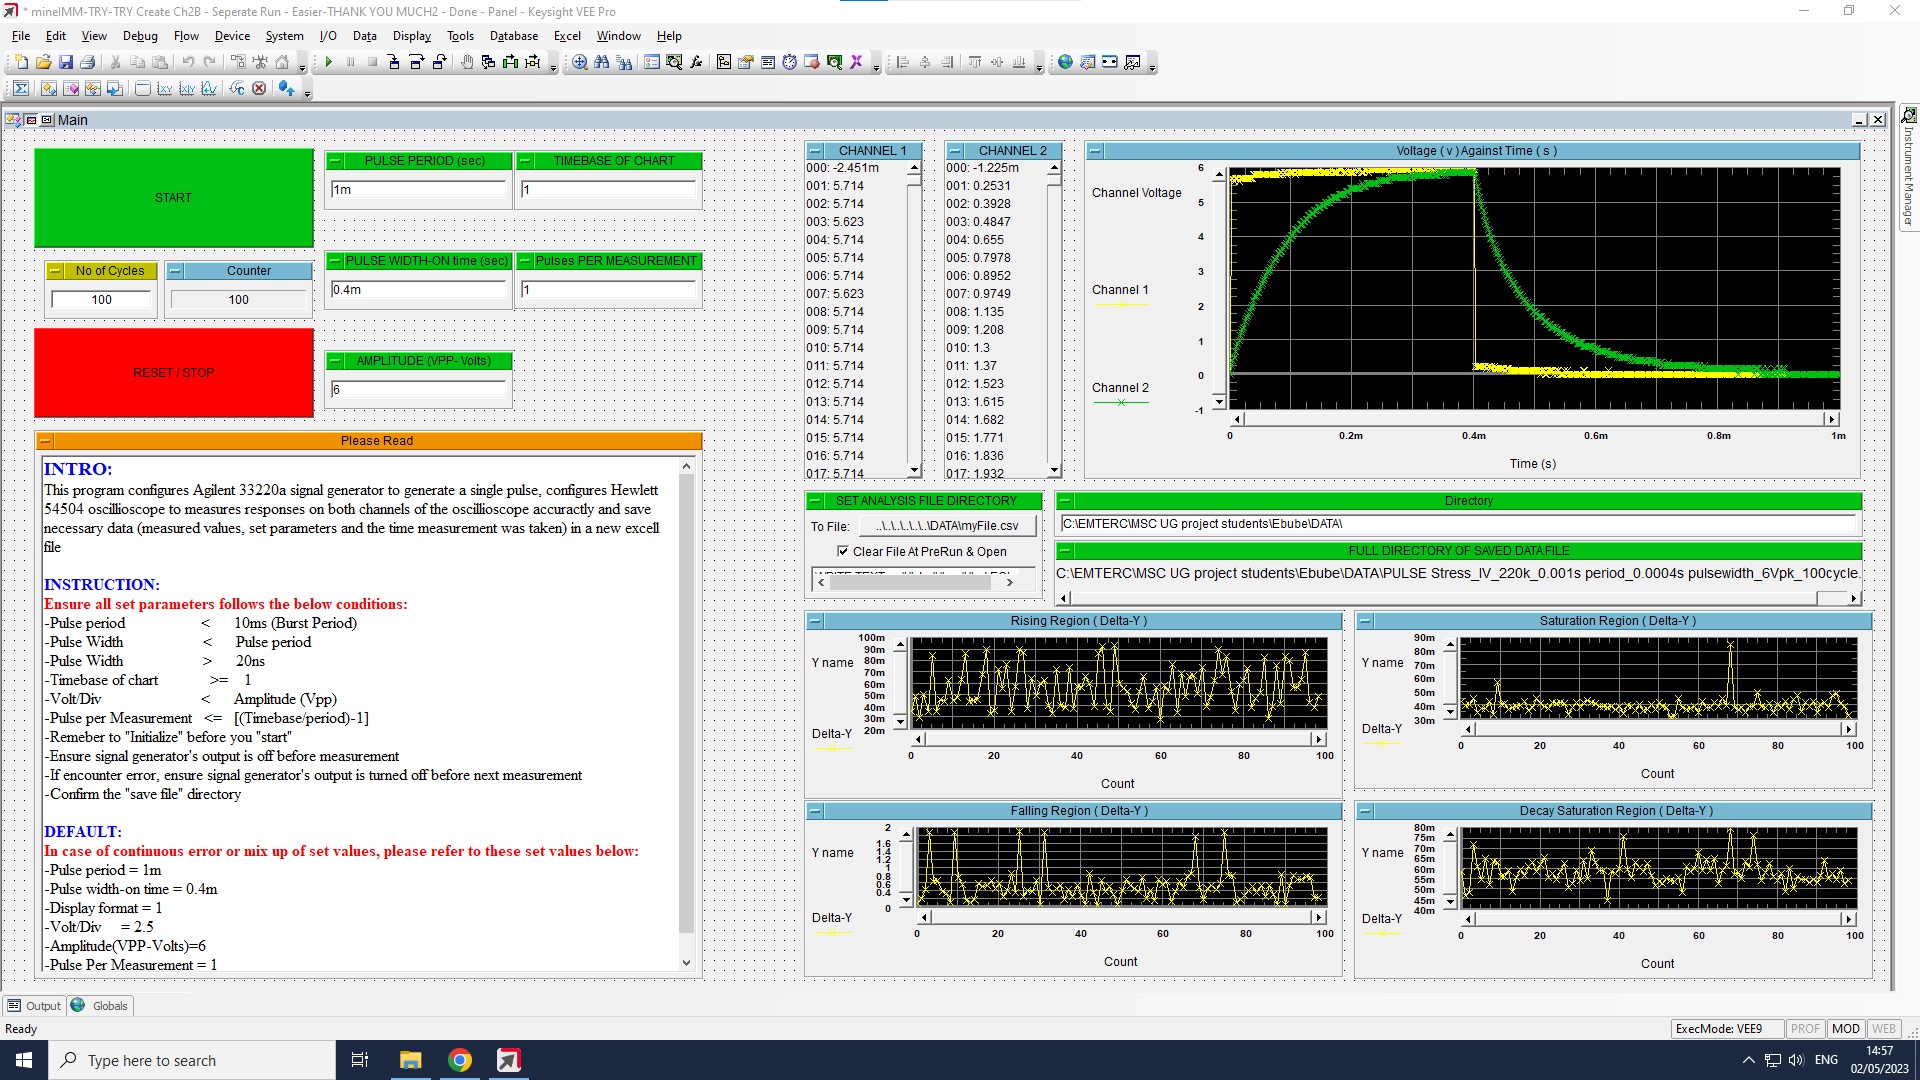 * mineIMM-TRY-TRY Create Ch2B - Seperate Run - Easier-THANK YOU MUCH2 - Done - Panel - Keysight VEE Pro
File Edit View Debug Flow Device System I/O Data Display Tools Database Excel Window Help
Main
START
PULSE PERIOD (sec)
1m
TIMEBASE OF CHART
1
No of Cycles
100
Counter
100
PULSE WIDTH-ON time (sec)
0.4m
Pulses PER MEASUREMENT
1
RESET / STOP
AMPLITUDE (VPP- Volts)
6
Please Read
INTRO:
This program configures Agilent 33220a signal generator to generate a single pulse, configures Hewlett
54504 oscillioscope to measures responses on both channels of the oscillioscope accuractly and save
necessary data (measured values, set parameters and the time measurement was taken) in a new excell
file
INSTRUCTION:
Ensure all set parameters follows the below conditions:
-Pulse period < 10ms (Burst Period)
-Pulse Width < Pulse period
-Pulse Width > 20ns
-Timebase of chart >= 1
-Volt/Div < Amplitude (Vpp)
-Pulse per Measurement <= [(Timebase/period)-1]
-Remeber to "Initialize" before you "start"
-Ensure signal generator's output is off before measurement
-If encounter error, ensure signal generator's output is turned off before next measurement
-Confirm the "save file" directory
DEFAULT:
In case of continuous error or mix up of set values, please refer to these set values below:
-Pulse period = 1m
-Pulse width-on time = 0.4m
-Display format = 1
-Volt/Div = 2.5
-Amplitude(VPP-Volts)=6
-Pulse Per Measurement = 1
CHANNEL 1
000: -2.451m
001: 5.714
002: 5.714
003: 5.623
004: 5.714
005: 5.714
006: 5.714
007: 5.623
008: 5.714
009: 5.714
010: 5.714
011: 5.714
012: 5.714
013: 5.714
014: 5.714
015: 5.714
016: 5.714
017: 5.714
CHANNEL 2
000: -1.225m
001: 0.2531
002: 0.3928
003: 0.4847
004: 0.655
005: 0.7978
006: 0.8952
007: 0.9749
008: 1.135
009: 1.208
010: 1.3
011: 1.37
012: 1.523
013: 1.615
014: 1.682
015: 1.771
016: 1.836
017: 1.932
Voltage ( v ) Against Time ( s )
Channel Voltage
Channel 1
Channel 2
6
5
4
3
2
1
0
-1
0 0.2m 0.4m 0.6m 0.8m 1m
Time (s)
SET ANALYSIS FILE DIRECTORY
To File: ..\..\..\..\..\..\DATA\myFile.csv
Clear File At PreRun & Open
Directory
C:\EMTERC\MSC UG project students\Ebube\DATA\
FULL DIRECTORY OF SAVED DATA FILE
C:\EMTERC\MSC UG project students\Ebube\DATA\PULSE Stress_IV_220k_0.001s period_0.0004s pulsewidth_6Vpk_100cycle.
Rising Region ( Delta-Y )
Y name
Delta-Y
100m
90m
80m
70m
60m
50m
40m
30m
20m
0 20 40 60 80 100
Count
Saturation Region ( Delta-Y )
Y name
Delta-Y
90m
80m
70m
60m
50m
40m
30m
0 20 40 60 80 100
Count
Falling Region ( Delta-Y )
Y name
Delta-Y
2
1.6
1.2
1
0.8
0.6
0.4
0
0 20 40 60 80 100
Count
Decay Saturation Region ( Delta-Y )
Y name
Delta-Y
80m
75m
70m
65m
60m
55m
50m
45m
40m
0 20 40 60 80 100
Count
Instrument Manager
Output Globals
Ready
ExecMode: VEE9 PROF MOD WEB
Type here to search
ENG
14:57
02/05/2023